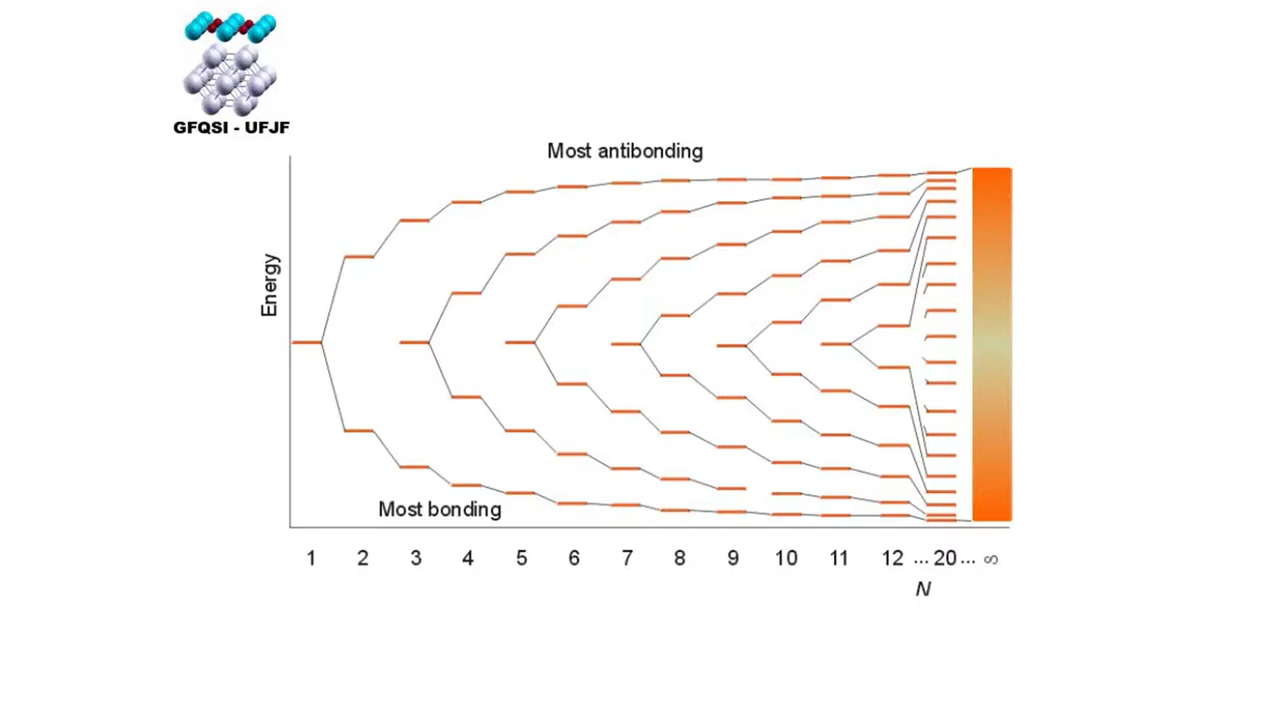 GFQSI - UFJF
Most antibonding
Energy
Most bonding
1 2 3 4 5 6 7 8 9 10 11 12 ... 20 ... ∞
N